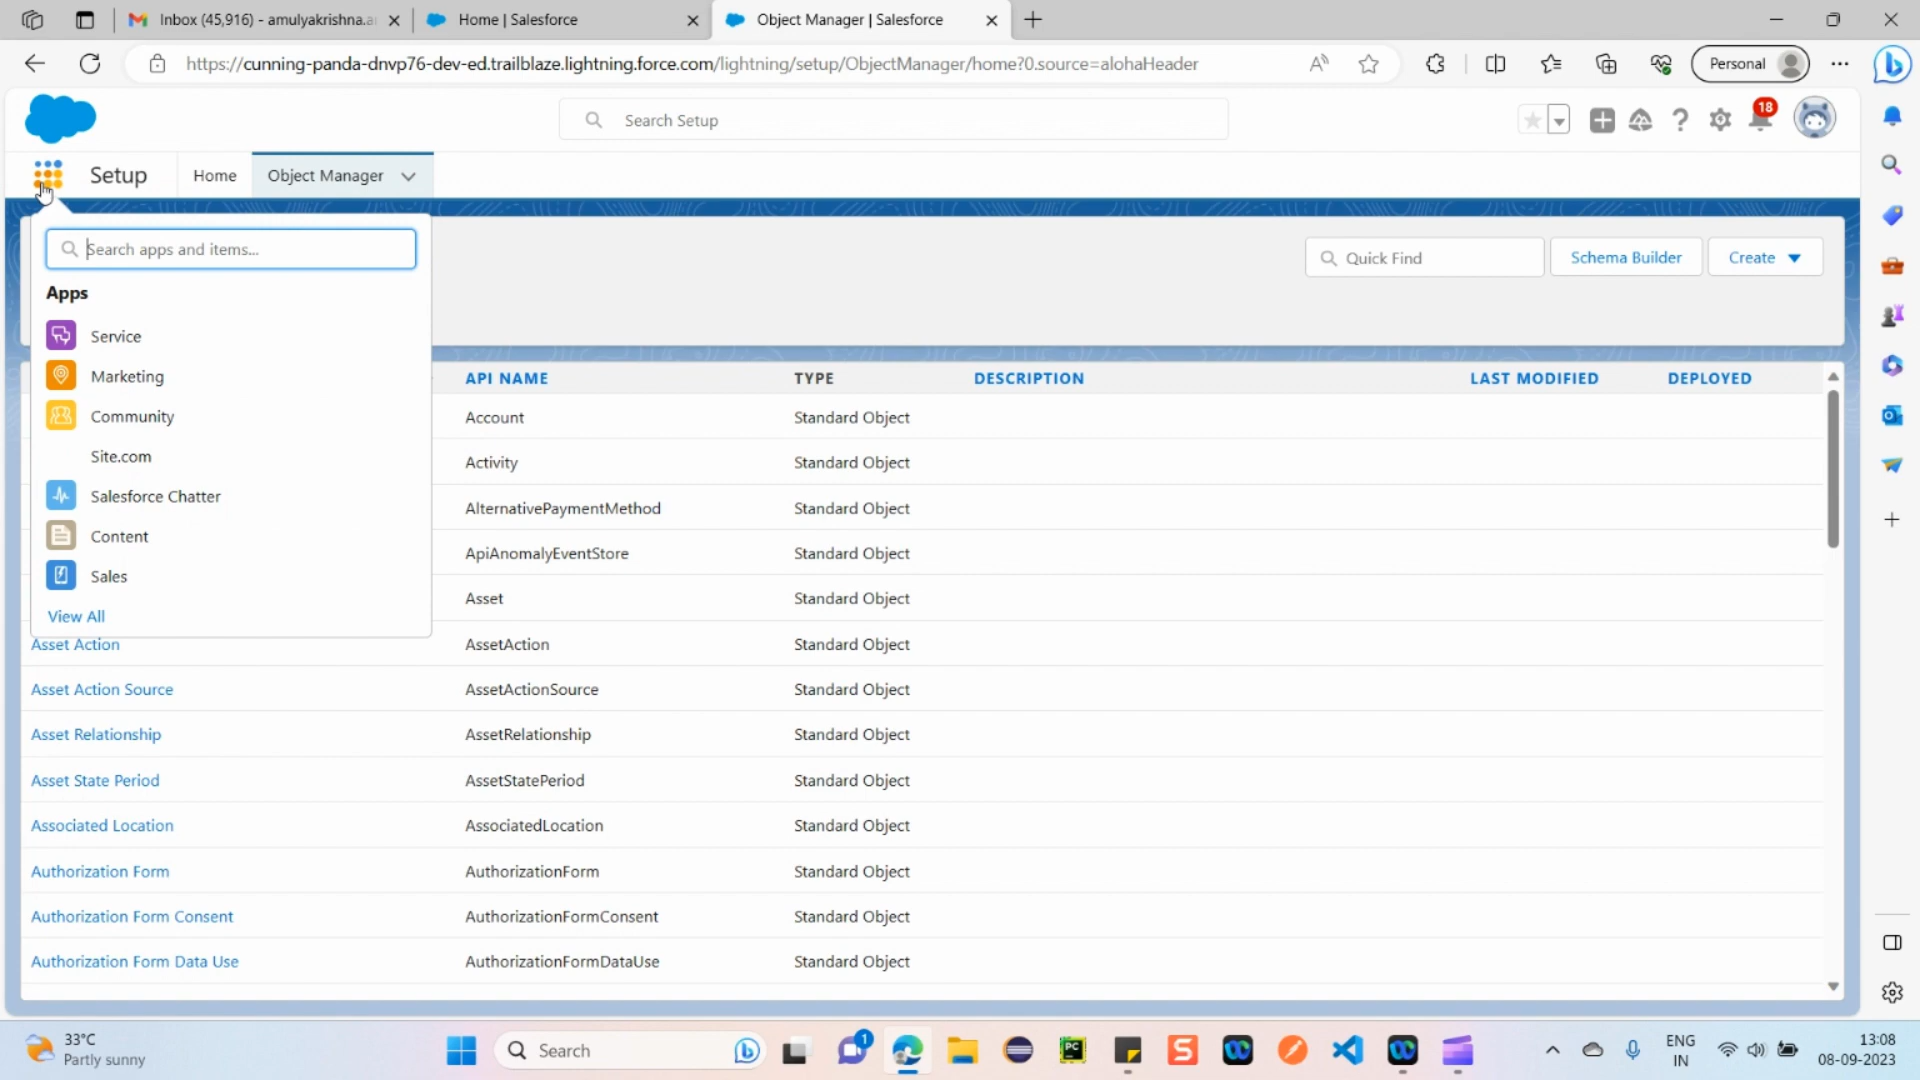 Inbox (45,916) - amulyakrishna.a
Home | Salesforce
Object Manager | Salesforce
https://cunning-panda-dnvp76-dev-ed.trailblaze.lightning.force.com/lightning/setup/ObjectManager/home?0.source=alohaHeader
Personal
Search Setup
18
Setup
Home
Object Manager
Search apps and items...
Quick Find
Schema Builder
Create
Apps
Service
Marketing
Community
Site.com
Salesforce Chatter
Content
Sales
View All
API NAME TYPE DESCRIPTION LAST MODIFIED DEPLOYED
Account Standard Object
Activity Standard Object
AlternativePaymentMethod Standard Object
ApiAnomalyEventStore Standard Object
Asset Standard Object
Asset Action AssetAction Standard Object
Asset Action Source AssetActionSource Standard Object
Asset Relationship AssetRelationship Standard Object
Asset State Period AssetStatePeriod Standard Object
Associated Location AssociatedLocation Standard Object
Authorization Form AuthorizationForm Standard Object
Authorization Form Consent AuthorizationFormConsent Standard Object
Authorization Form Data Use AuthorizationFormDataUse Standard Object
33°C
Partly sunny
Search
1
PC
S
ENG
IN
13:08
08-09-2023